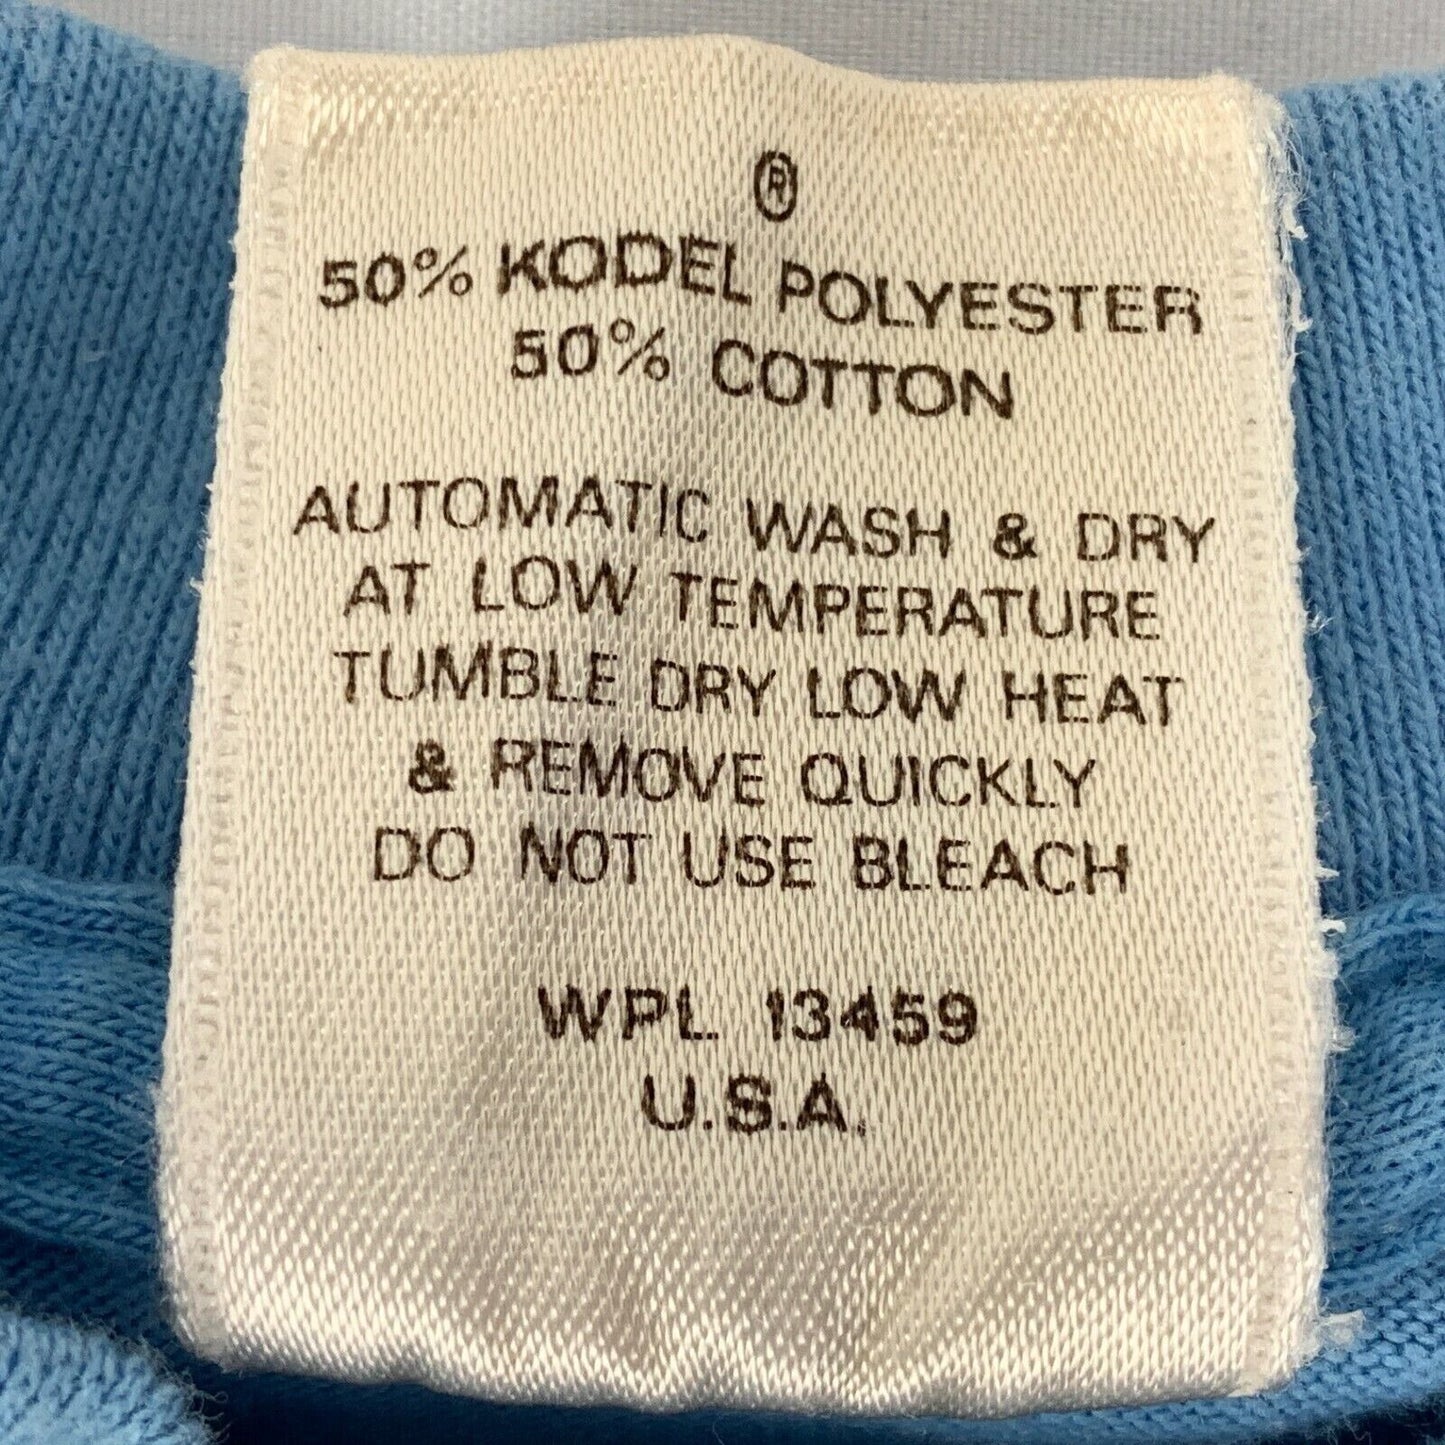 ®
50% KODEL POLYESTER
50% COTTON
AUTOMATIC WASH & DRY
AT LOW TEMPERATURE
TUMBLE DRY LOW HEAT
& REMOVE QUICKLY
DO NOT USE BLEACH
WPL 13459
U.S.A.